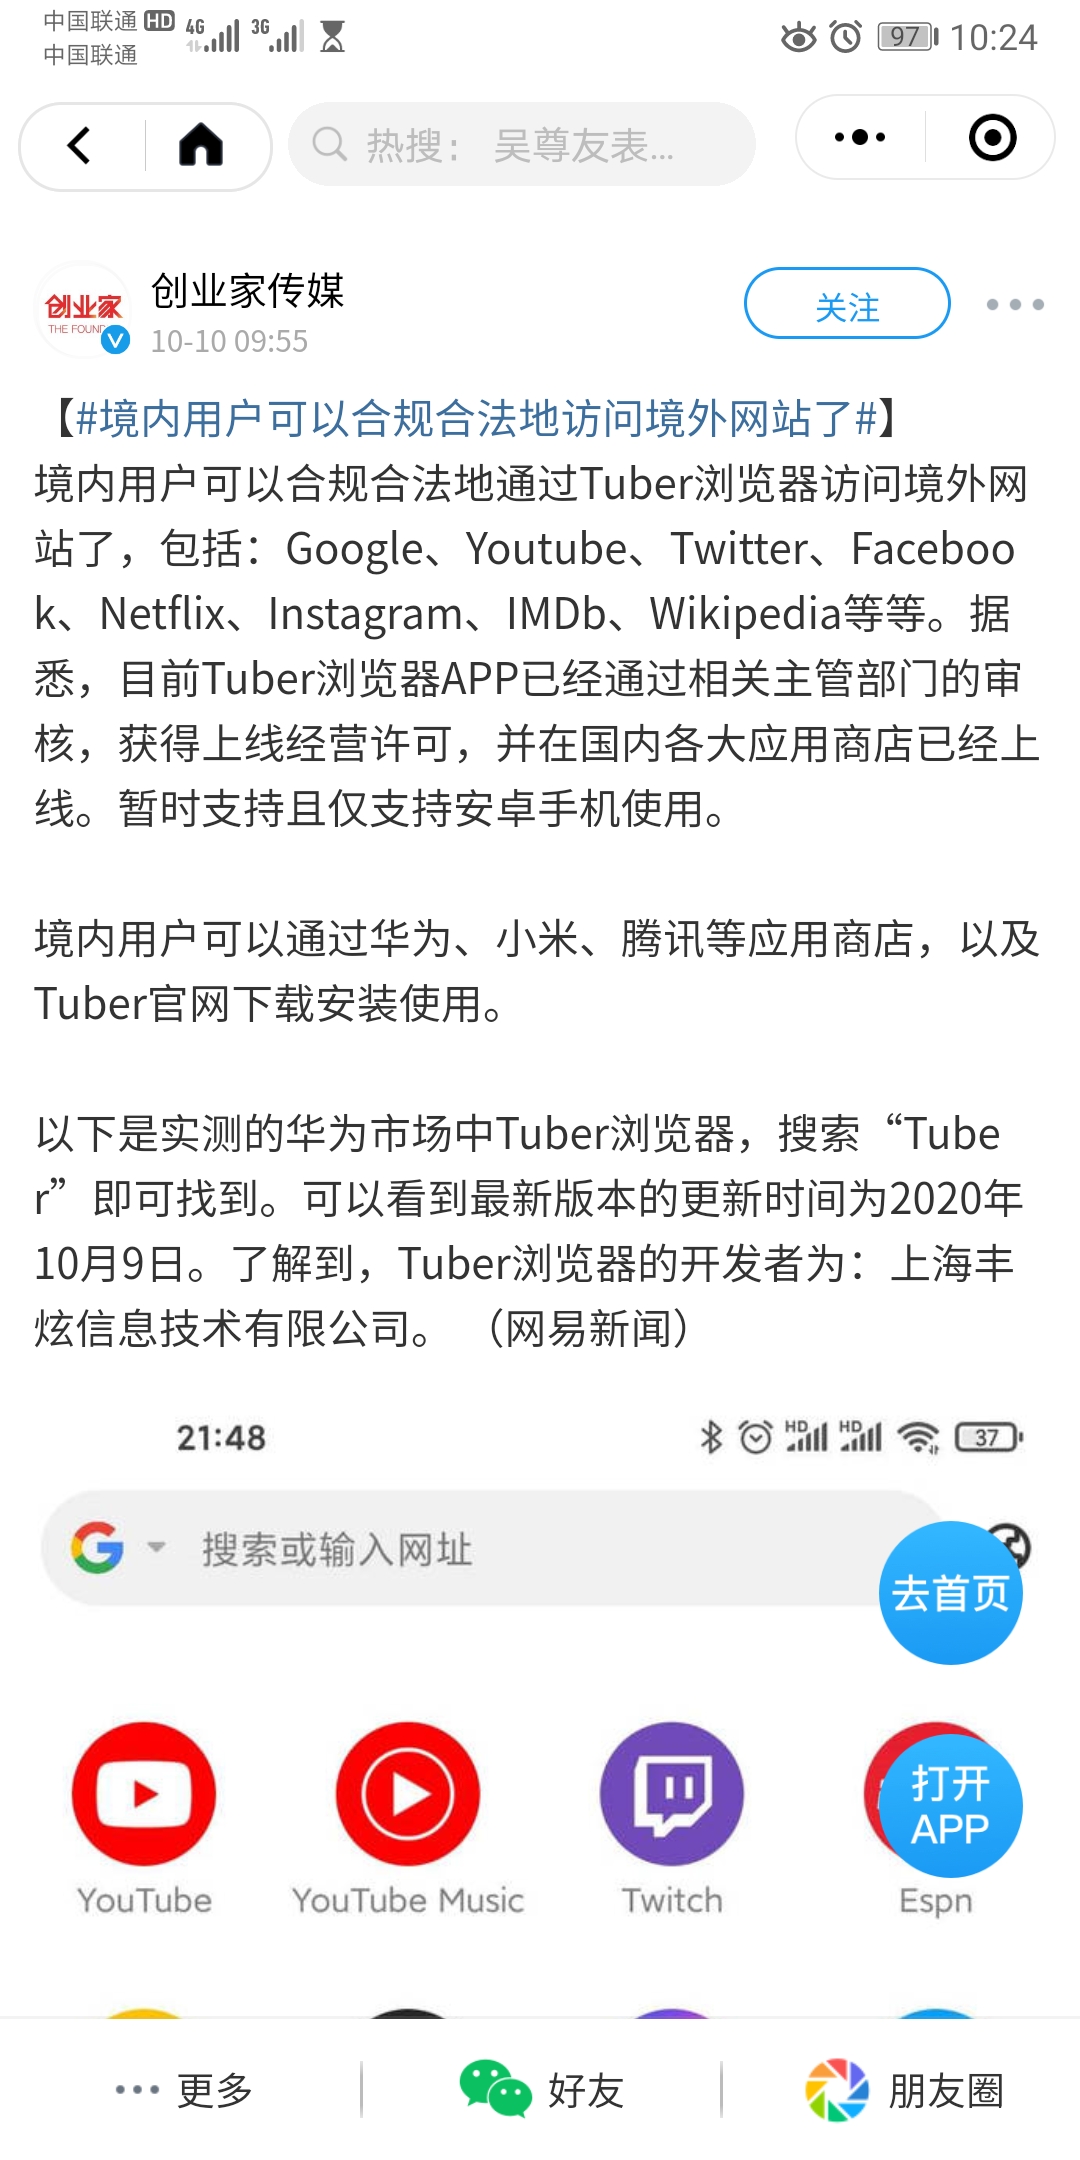 中国联通 HD 4G 3G 97 10:24
中国联通
热搜： 吴尊友表...
创业家
THE FOUN
创业家传媒
10-10 09:55
关注
【#境内用户可以合规合法地访问境外网站了#】
境内用户可以合规合法地通过Tuber浏览器访问境外网
站了，包括：Google、Youtube、Twitter、Faceboo
k、Netflix、Instagram、IMDb、Wikipedia等等。据
悉，目前Tuber浏览器APP已经通过相关主管部门的审
核，获得上线经营许可，并在国内各大应用商店已经上
线。暂时支持且仅支持安卓手机使用。
境内用户可以通过华为、小米、腾讯等应用商店，以及
Tuber官网下载安装使用。
以下是实测的华为市场中Tuber浏览器，搜索“Tube
r”即可找到。可以看到最新版本的更新时间为2020年
10月9日。了解到，Tuber浏览器的开发者为：上海丰
炫信息技术有限公司。（网易新闻）
21:48 HD HD 37
搜索或输入网址
去首页
打开
APP
YouTube YouTube Music Twitch Espn
更多 好友 朋友圈